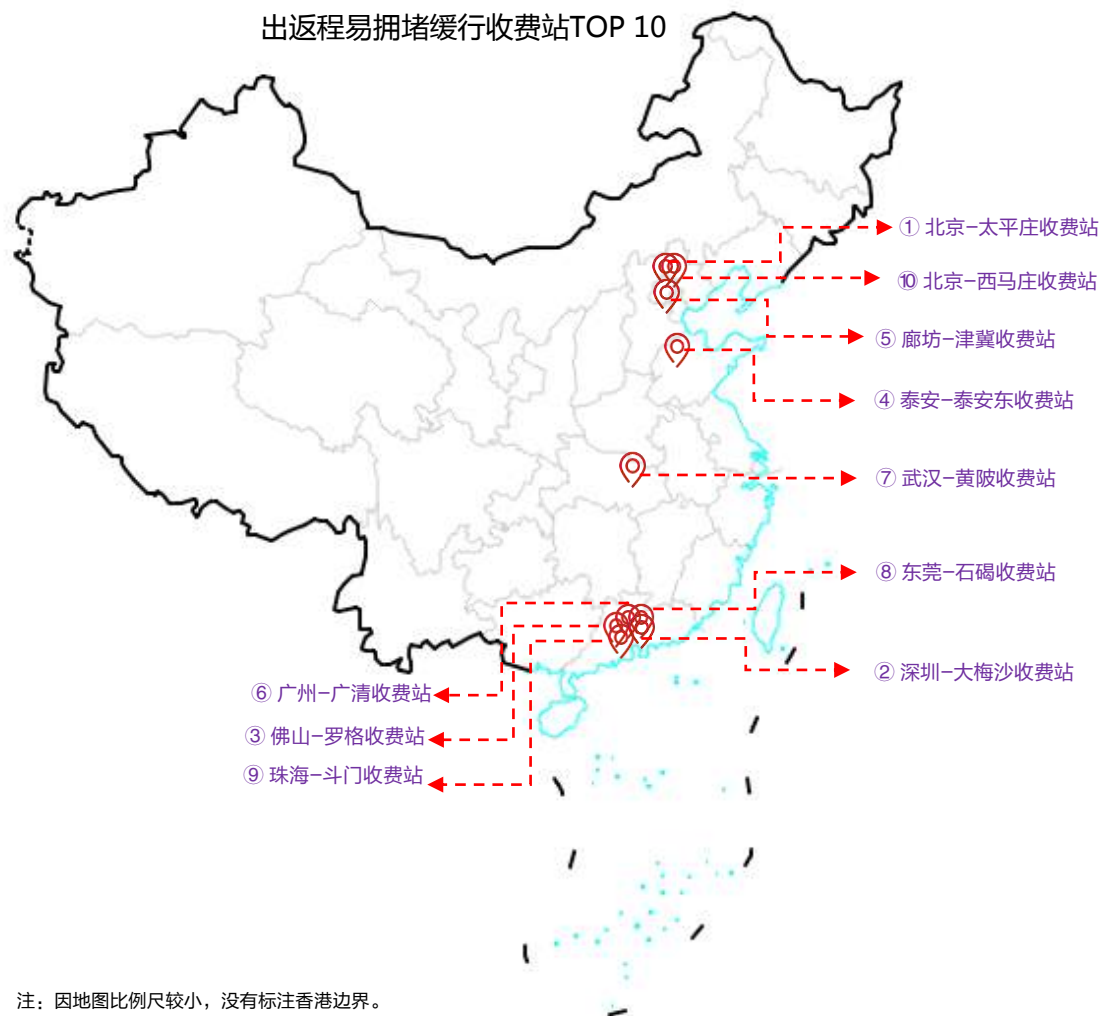 出返程易拥堵缓行收费站TOP 10
① 北京-太平庄收费站
⑩ 北京-西马庄收费站
⑤ 廊坊-津冀收费站
④ 泰安-泰安东收费站
⑦ 武汉-黄陂收费站
⑧ 东莞-石碣收费站
② 深圳-大梅沙收费站
⑥ 广州-广清收费站
③ 佛山-罗格收费站
⑨ 珠海-斗门收费站
注：因地图比例尺较小，没有标注香港边界。